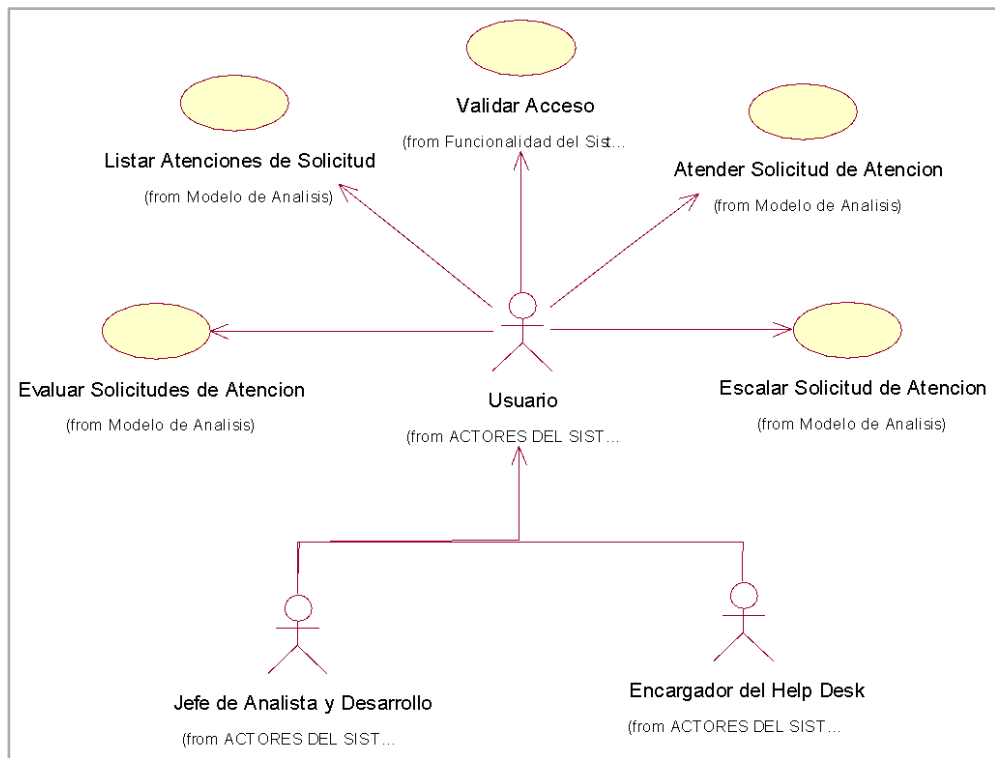 Validar Acceso
(from Funcionalidad del Sist...
Listar Atenciones de Solicitud
(from Modelo de Analisis)
Atender Solicitud de Atencion
(from Modelo de Analisis)
Evaluar Solicitudes de Atencion
(from Modelo de Analisis)
Usuario
(from ACTORES DEL SIST...
Escalar Solicitud de Atencion
(from Modelo de Analisis)
Jefe de Analista y Desarrollo
(from ACTORES DEL SIST...
Encargador del Help Desk
(from ACTORES DEL SIST...